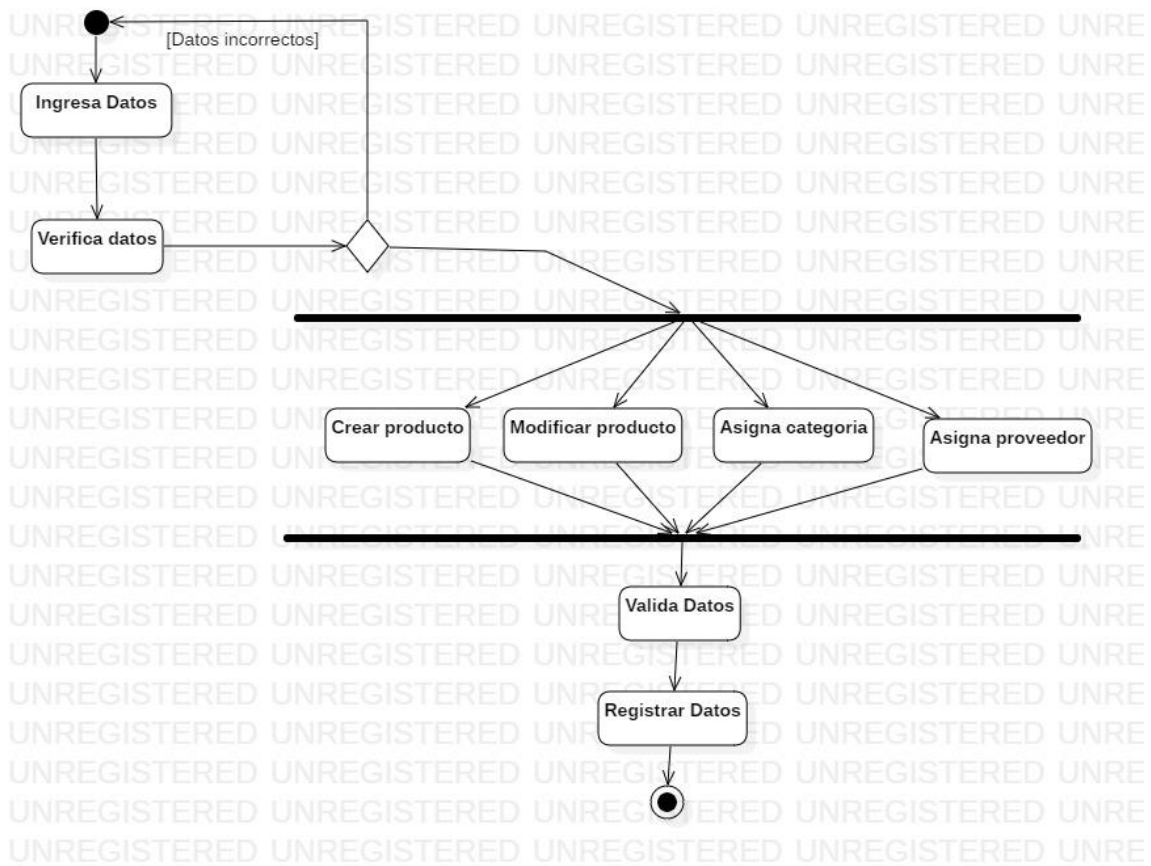 [Datos incorrectos]
Ingresa Datos
Verifica datos
Crear producto
Modificar producto
Asigna categoria
Asigna proveedor
Valida Datos
Registrar Datos
UNREGISTERED